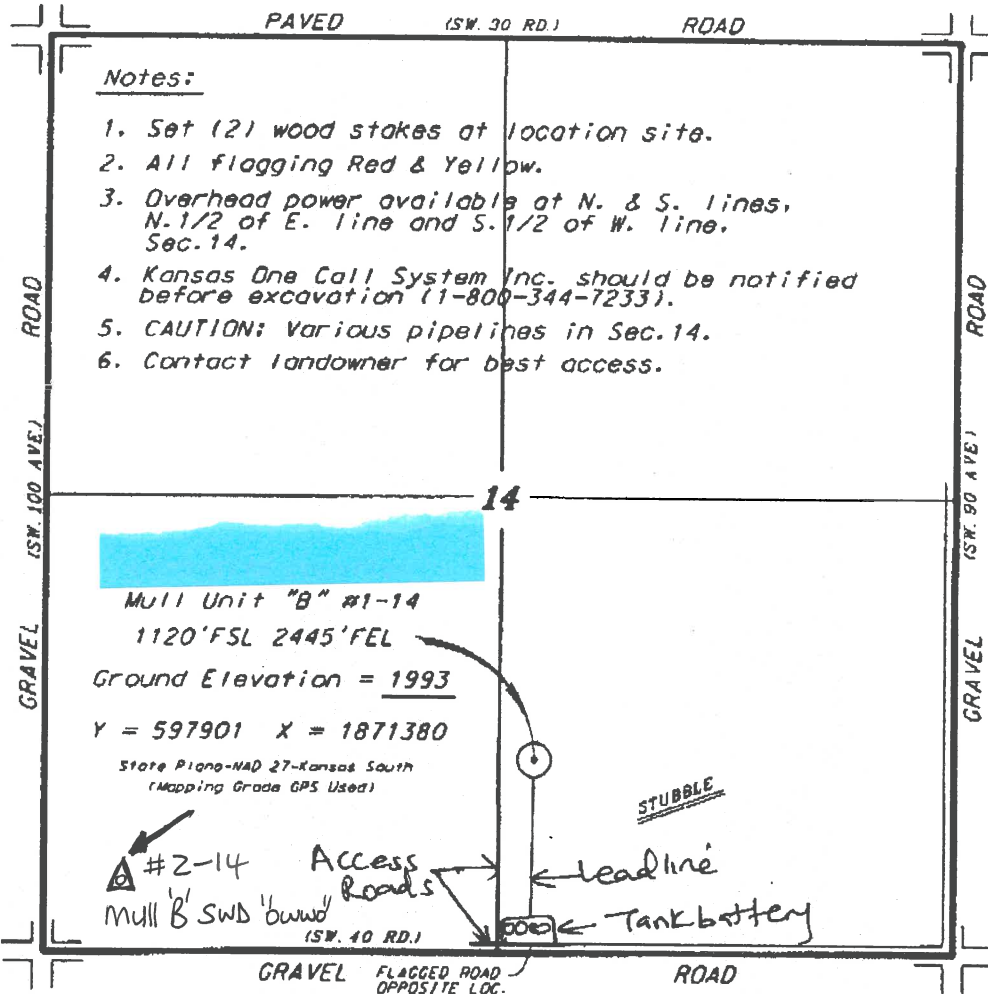 PAVED (SW. 30 RD.) ROAD
Notes:
1. Set (2) wood stakes at location site.
2. All flagging Red & Yellow.
3. Overhead power available at N. & S. lines,
N.1/2 of E. line and S.1/2 of W. line,
Sec.14.
4. Kansas One Call System Inc. should be notified
before excavation (1-800-344-7233).
5. CAUTION: Various pipelines in Sec.14.
6. Contact landowner for best access.
ROAD
(SW. 100 AVE.)
GRAVEL
ROAD
(SW. 90 AVE)
GRAVEL
14
Mull Unit "B" #1-14
1120'FSL 2445'FEL
Ground Elevation = 1993
Y = 597901 X = 1871380
State Plane-NAD 27-Kansas South
(Mapping Grade GPS Used)
STUBBLE
#2-14
Mull 'B' SWD 'owwo'
Access
Roads
Leadline
Tank battery
(SW. 40 RD.)
GRAVEL FLAGGED ROAD ROAD
OPPOSITE LOC.